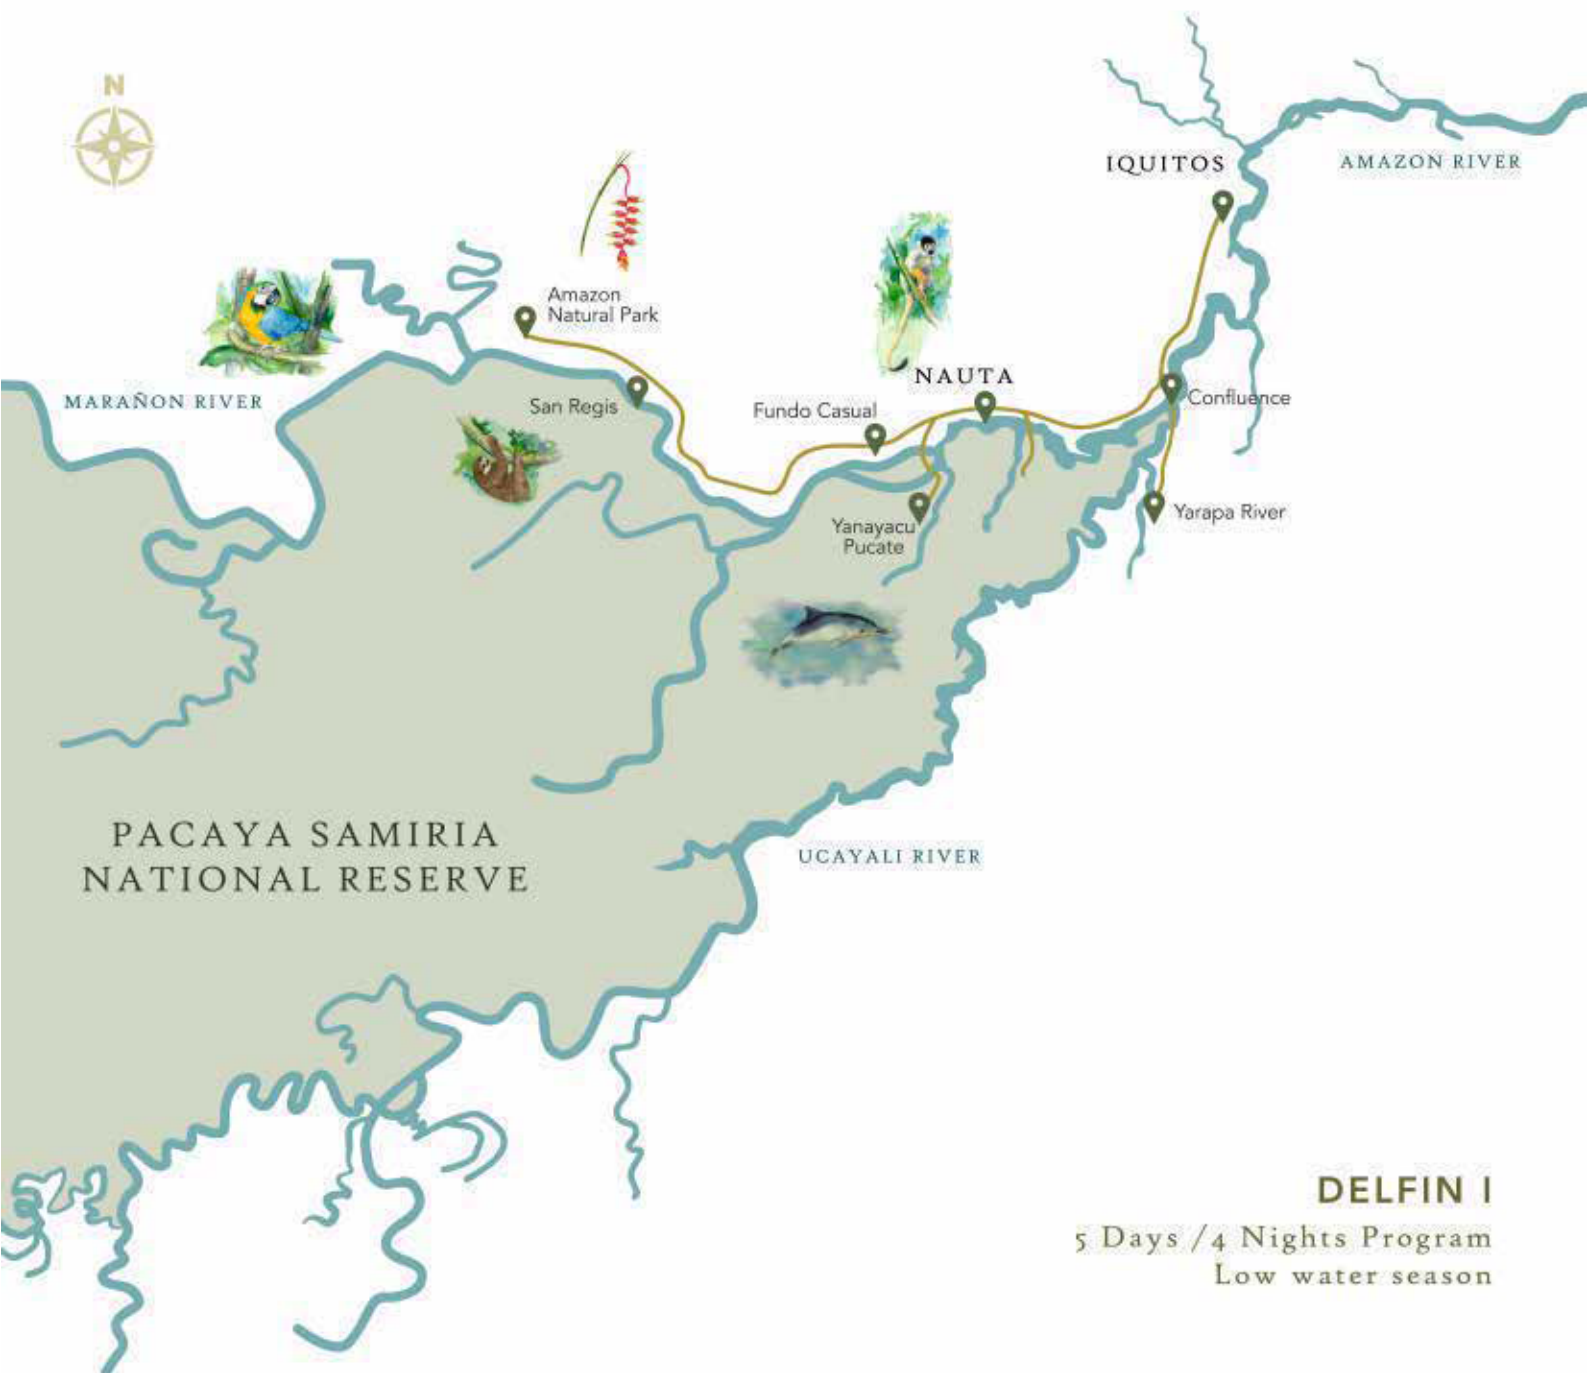 N
IQUITOS
AMAZON RIVER
Amazon
Natural Park
NAUTA
MARAÑON RIVER
San Regis
Fundo Casual
Confluence
Yanayacu
Pucate
Yarapa River
PACAYA SAMIRIA
NATIONAL RESERVE
UCAYALI RIVER
DELFIN I
5 Days /4 Nights Program
Low water season